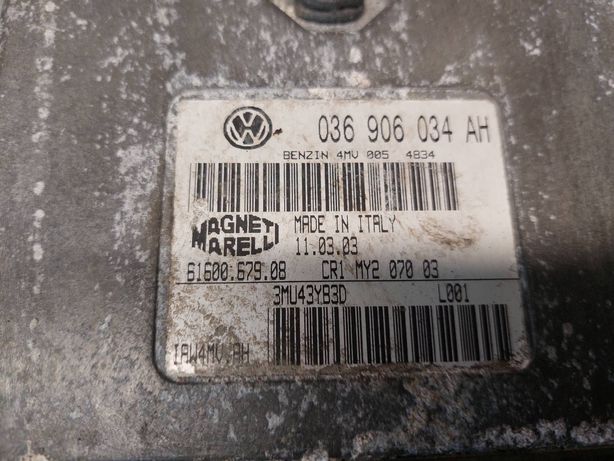 036 906 034 AH
BENZIN 4MV 005 4834
MAGNETI MARELLI
MADE IN ITALY
11.03.03
61600.679.08 CR1 MY2 070 03
3MU43YB3D L001
IAW4MV.AH